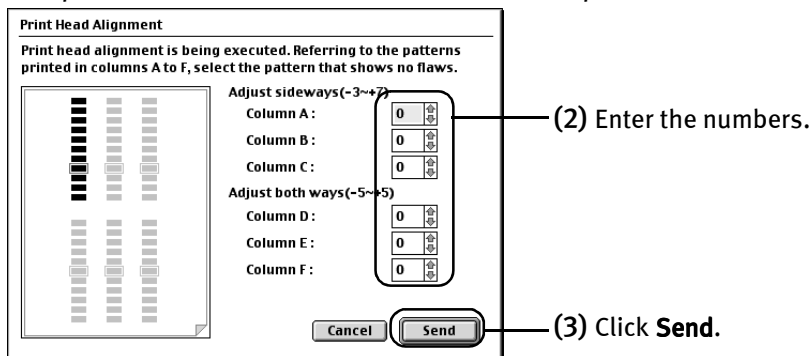 Print Head Alignment
Print head alignment is being executed. Referring to the patterns
printed in columns A to F, select the pattern that shows no flaws.
Adjust sideways(-3~+7)
Column A : 0
(2) Enter the numbers.
Column B : 0
Column C : 0
Adjust both ways(-5~+5)
Column D : 0
Column E : 0
Column F : 0
Cancel Send
(3) Click Send.